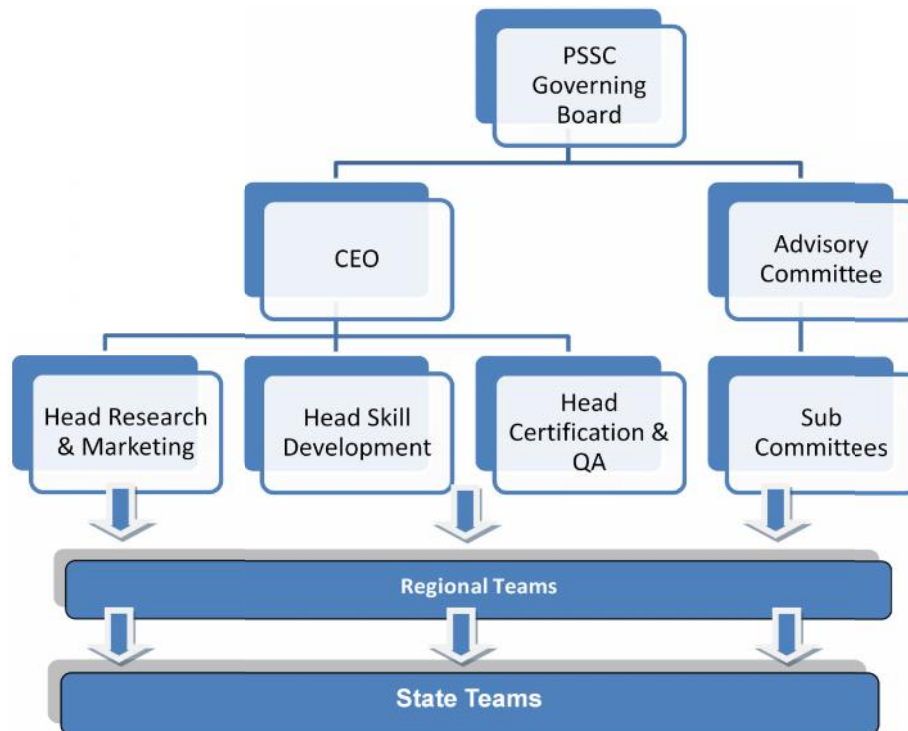 PSSC
Governing
Board
CEO
Advisory
Committee
Head Research
& Marketing
Head Skill
Development
Head
Certification &
QA
Sub
Committees
Regional Teams
State Teams